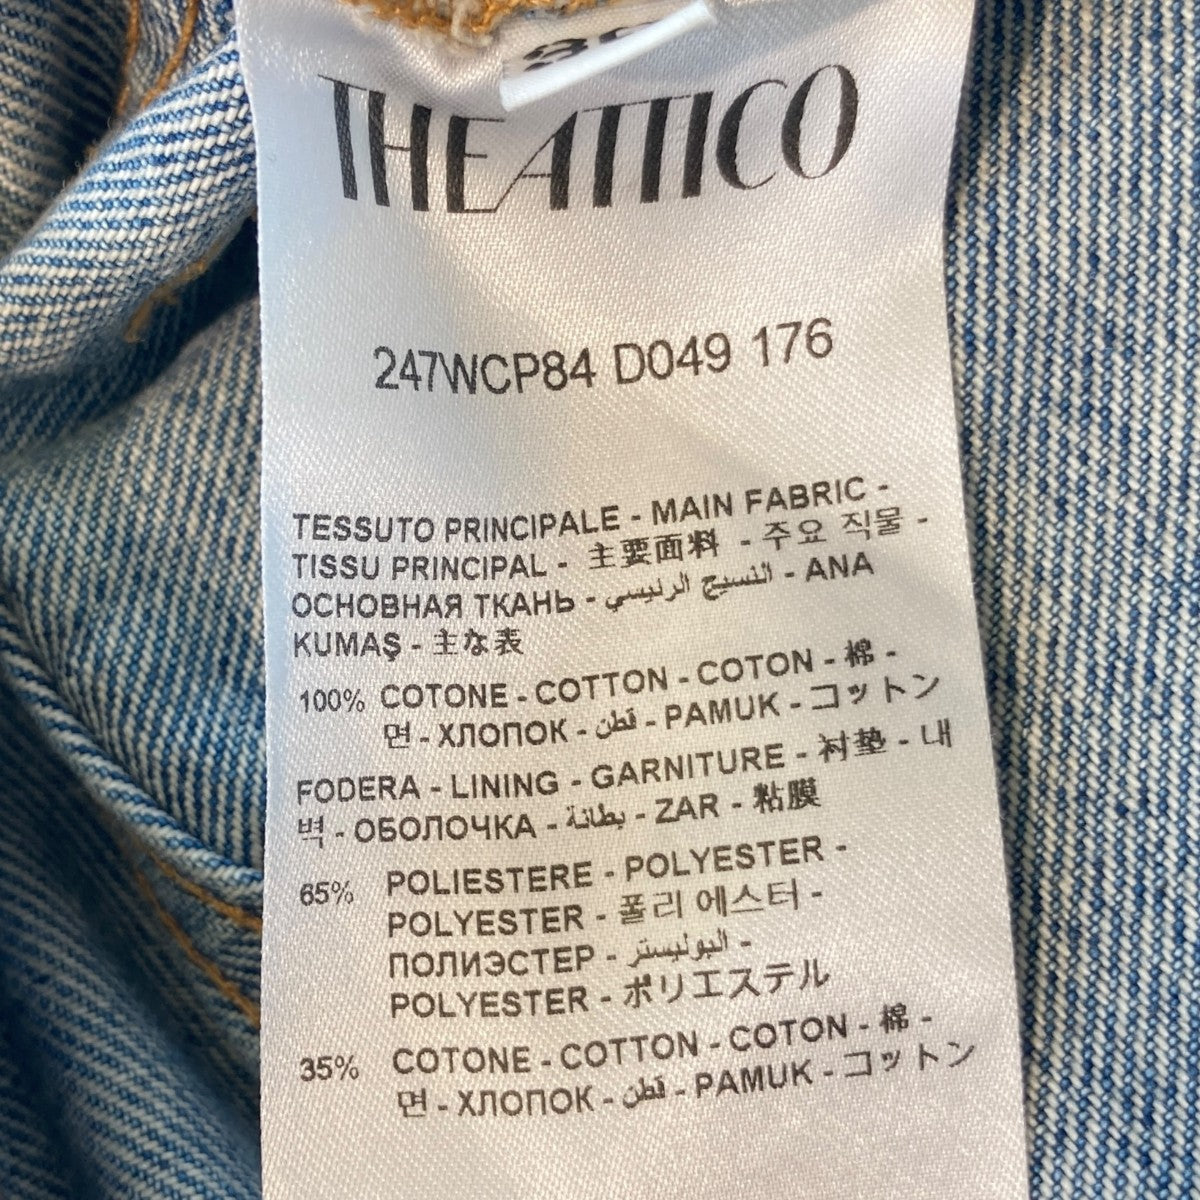 THE ATTICO
247WCP84 D049 176
TESSUTO PRINCIPALE - MAIN FABRIC -
TISSU PRINCIPAL - 主要面料 - 주요 직물 -
ОСНОВНАЯ ТКАНЬ - النسيج الرئيسي - ANA
KUMAŞ - 主な表
100% COTONE - COTTON - COTON - 棉 -
면 - ХЛОПОК - قطن - PAMUK - コットン
FODERA - LINING - GARNITURE - 衬垫 - 내
벽 - ОБОЛОЧКА - بطانة - ZAR - 粘膜
65% POLIESTERE - POLYESTER -
POLYESTER - 폴리 에스터 -
ПОЛИЭСТЕР - البوليستر -
POLYESTER - ポリエステル
35% COTONE - COTTON - COTON - 棉 -
면 - ХЛОПОК - قطن - PAMUK - コットン